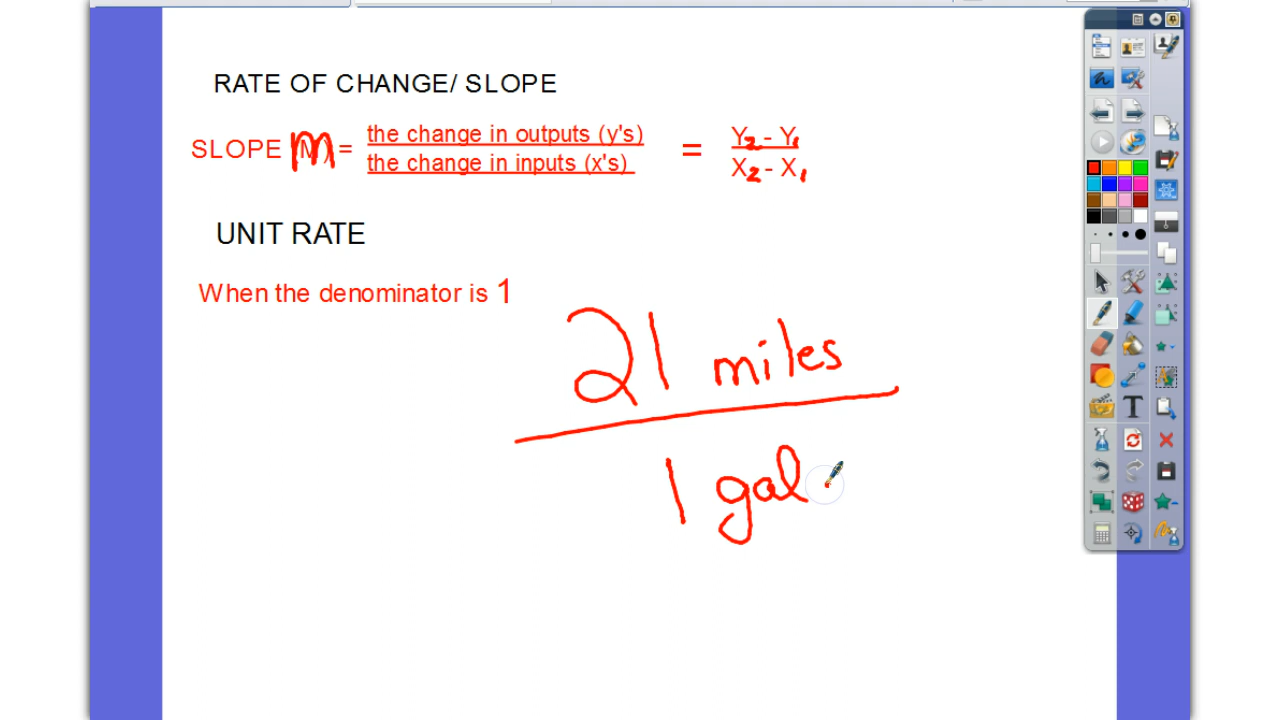 RATE OF CHANGE/ SLOPE
SLOPE m = the change in outputs (y's) = Y2 - Y1
the change in inputs (x's) X2 - X1
UNIT RATE
When the denominator is 1
21 miles
1 gal